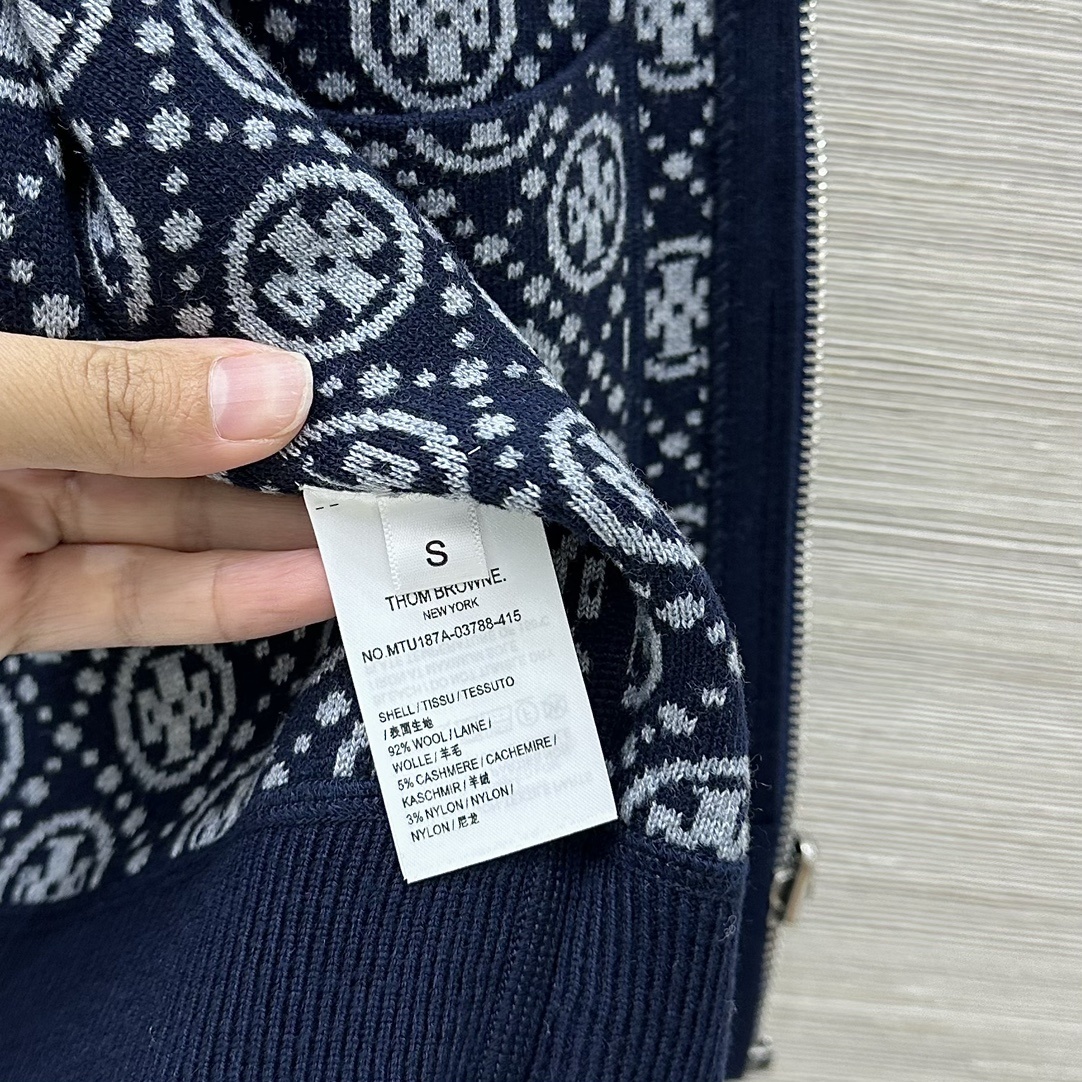 S
THOM BROWNE.
NEW YORK
NO.MTU187A-03788-415
SHELL / TISSU / TESSUTO
/ 表面生地
92% WOOL / LAINE /
WOLLE / 羊毛
5% CASHMERE / CACHEMIRE /
KASCHMIR / 羊绒
3% NYLON / NYLON /
NYLON / 尼龙